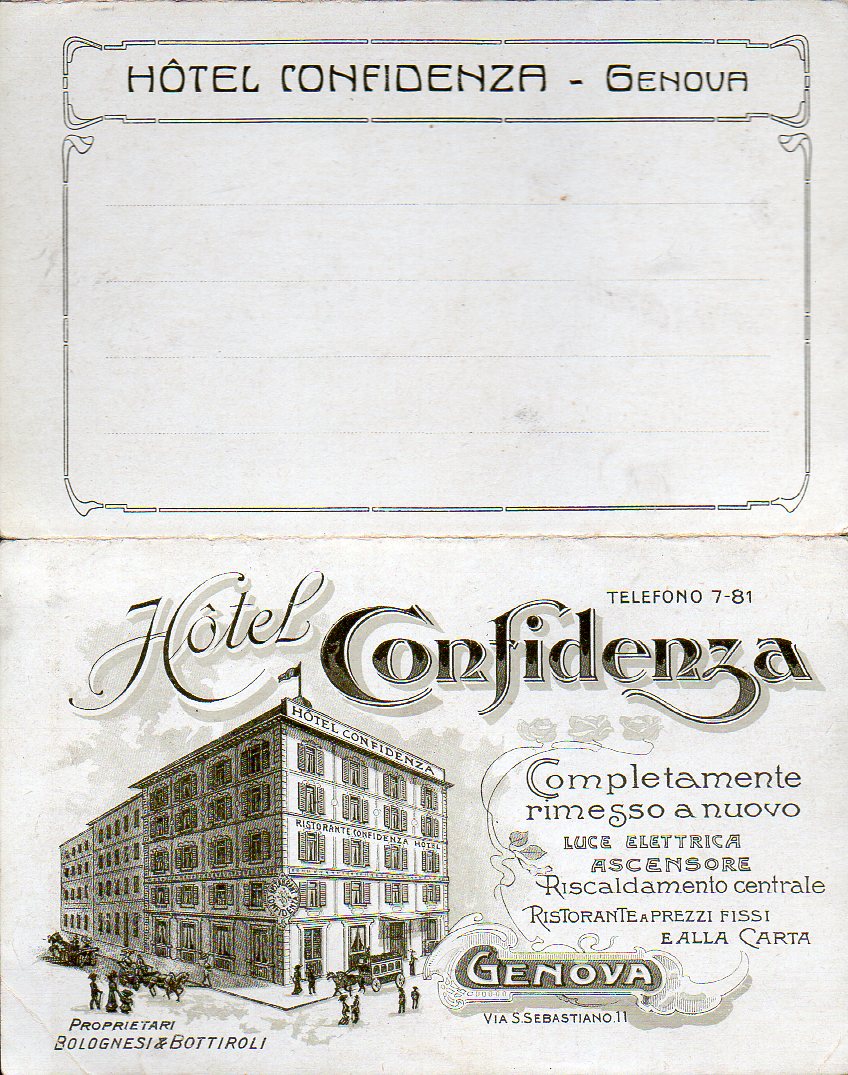 HÔTEL CONFIDENZA - GENOVA
TELEFONO 7-81
Hôtel Confidenza
HÔTEL CONFIDENZA
RISTORANTE CONFIDENZA HÔTEL
Completamente
rimesso a nuovo
LUCE ELETTRICA
ASCENSORE
Riscaldamento centrale
RISTORANTE A PREZZI FISSI
E ALLA CARTA
GENOVA
VIA S. SEBASTIANO. 11
PROPRIETARI
BOLOGNESI & BOTTIROLI